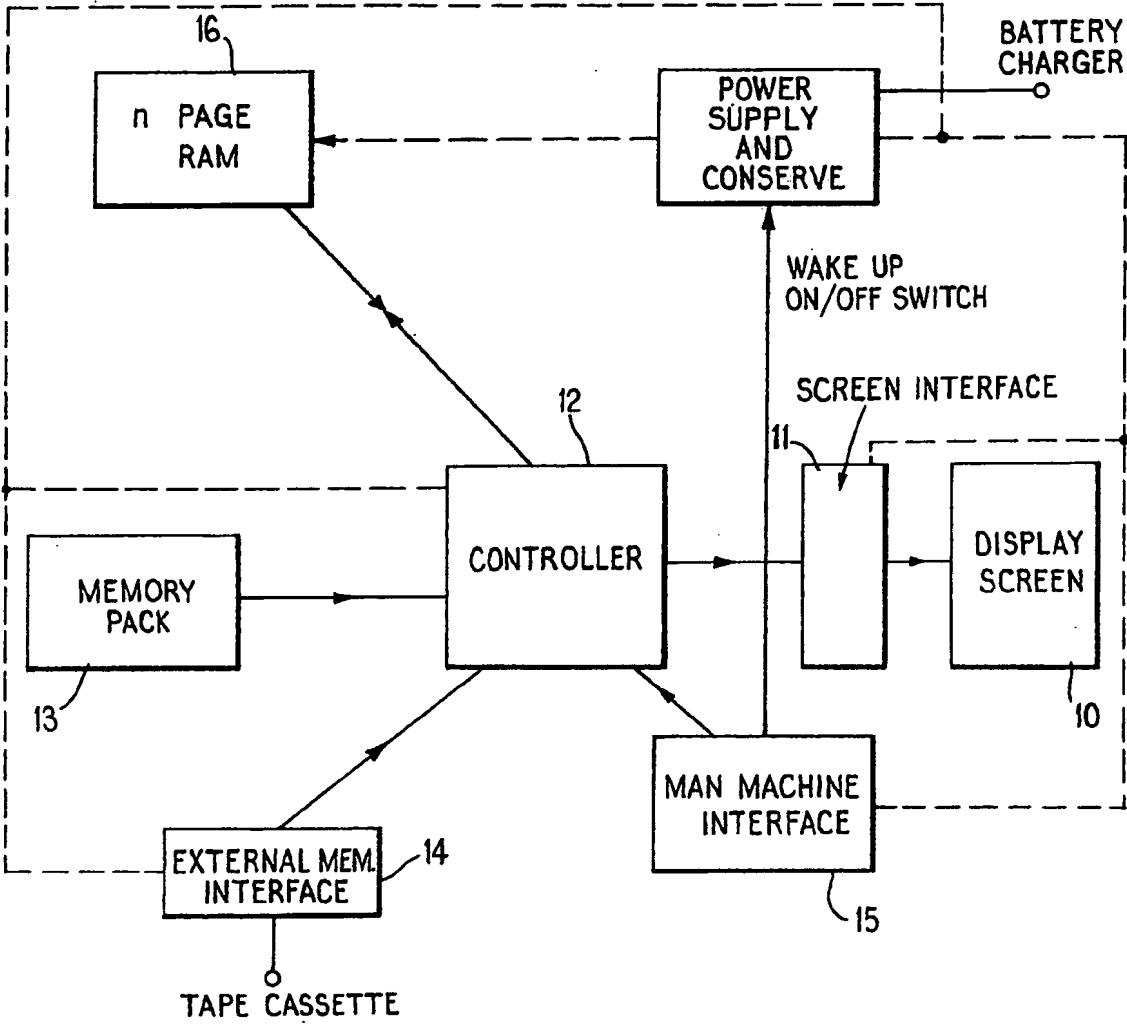 16
BATTERY
CHARGER
n PAGE
RAM
POWER
SUPPLY
AND
CONSERVE
WAKE UP
ON/OFF SWITCH
SCREEN INTERFACE
12
11
CONTROLLER
DISPLAY
SCREEN
MEMORY
PACK
13
10
MAN MACHINE
INTERFACE
EXTERNAL MEM.
INTERFACE
14
15
TAPE CASSETTE